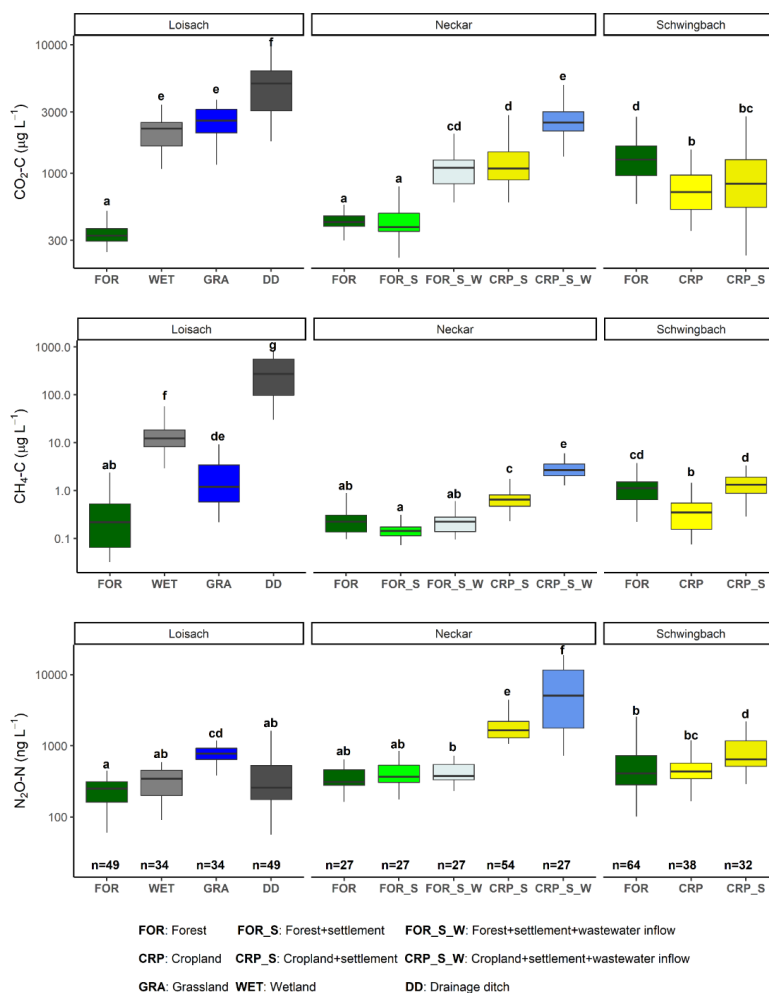 Loisach Neckar Schwingbach
CO₂-C (µg L⁻¹)
10000
3000
1000
300
a e e f
a a cd d e
d b bc
FOR WET GRA DD FOR FOR_S FOR_S_W CRP_S CRP_S_W FOR CRP CRP_S
Loisach Neckar Schwingbach
CH₄-C (µg L⁻¹)
1000.0
100.0
10.0
1.0
0.1
ab f de g
ab a ab c e
cd b d
FOR WET GRA DD FOR FOR_S FOR_S_W CRP_S CRP_S_W FOR CRP CRP_S
Loisach Neckar Schwingbach
N₂O-N (ng L⁻¹)
10000
1000
100
a ab cd ab
ab ab b e f
b bc d
n=49 n=34 n=34 n=49 n=27 n=27 n=27 n=54 n=27 n=64 n=38 n=32
FOR WET GRA DD FOR FOR_S FOR_S_W CRP_S CRP_S_W FOR CRP CRP_S
FOR: Forest FOR_S: Forest+settlement FOR_S_W: Forest+settlement+wastewater inflow
CRP: Cropland CRP_S: Cropland+settlement CRP_S_W: Cropland+settlement+wastewater inflow
GRA: Grassland WET: Wetland DD: Drainage ditch